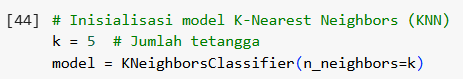 [44] # Inisialisasi model K-Nearest Neighbors (KNN)
k = 5  # Jumlah tetangga
model = KNeighborsClassifier(n_neighbors=k)